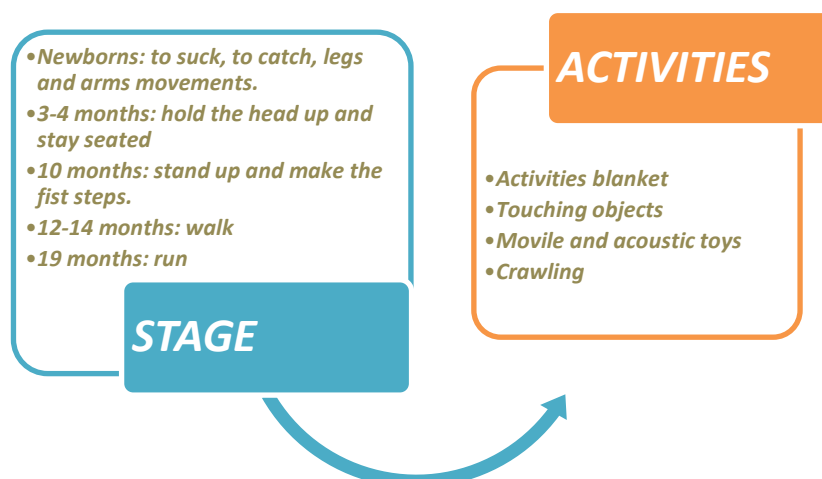 •Newborns: to suck, to catch, legs
and arms movements.
•3-4 months: hold the head up and
stay seated
•10 months: stand up and make the
fist steps.
•12-14 months: walk
•19 months: run
STAGE
ACTIVITIES
•Activities blanket
•Touching objects
•Movile and acoustic toys
•Crawling